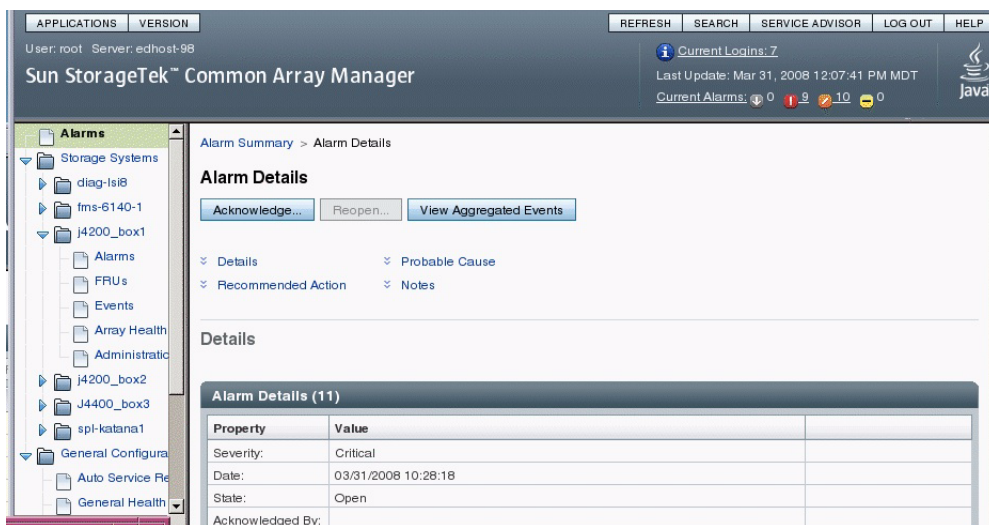 APPLICATIONS VERSION
REFRESH SEARCH SERVICE ADVISOR LOG OUT HELP
User: root Server: edhost-98
Current Logins: 7
Sun StorageTek™ Common Array Manager
Last Update: Mar 31, 2008 12:07:41 PM MDT
Current Alarms: 0 9 10 0
Java
Alarms
Storage Systems
diag-lsi8
fms-6140-1
j4200_box1
Alarms
FRUs
Events
Array Health
Administratic
j4200_box2
J4400_box3
spl-katana1
General Configura
Auto Service Re
General Health
Alarm Summary > Alarm Details
Alarm Details
Acknowledge... Reopen... View Aggregated Events
Details Probable Cause
Recommended Action Notes
Details
Alarm Details (11)
Property Value
Severity: Critical
Date: 03/31/2008 10:28:18
State: Open
Acknowledged By: